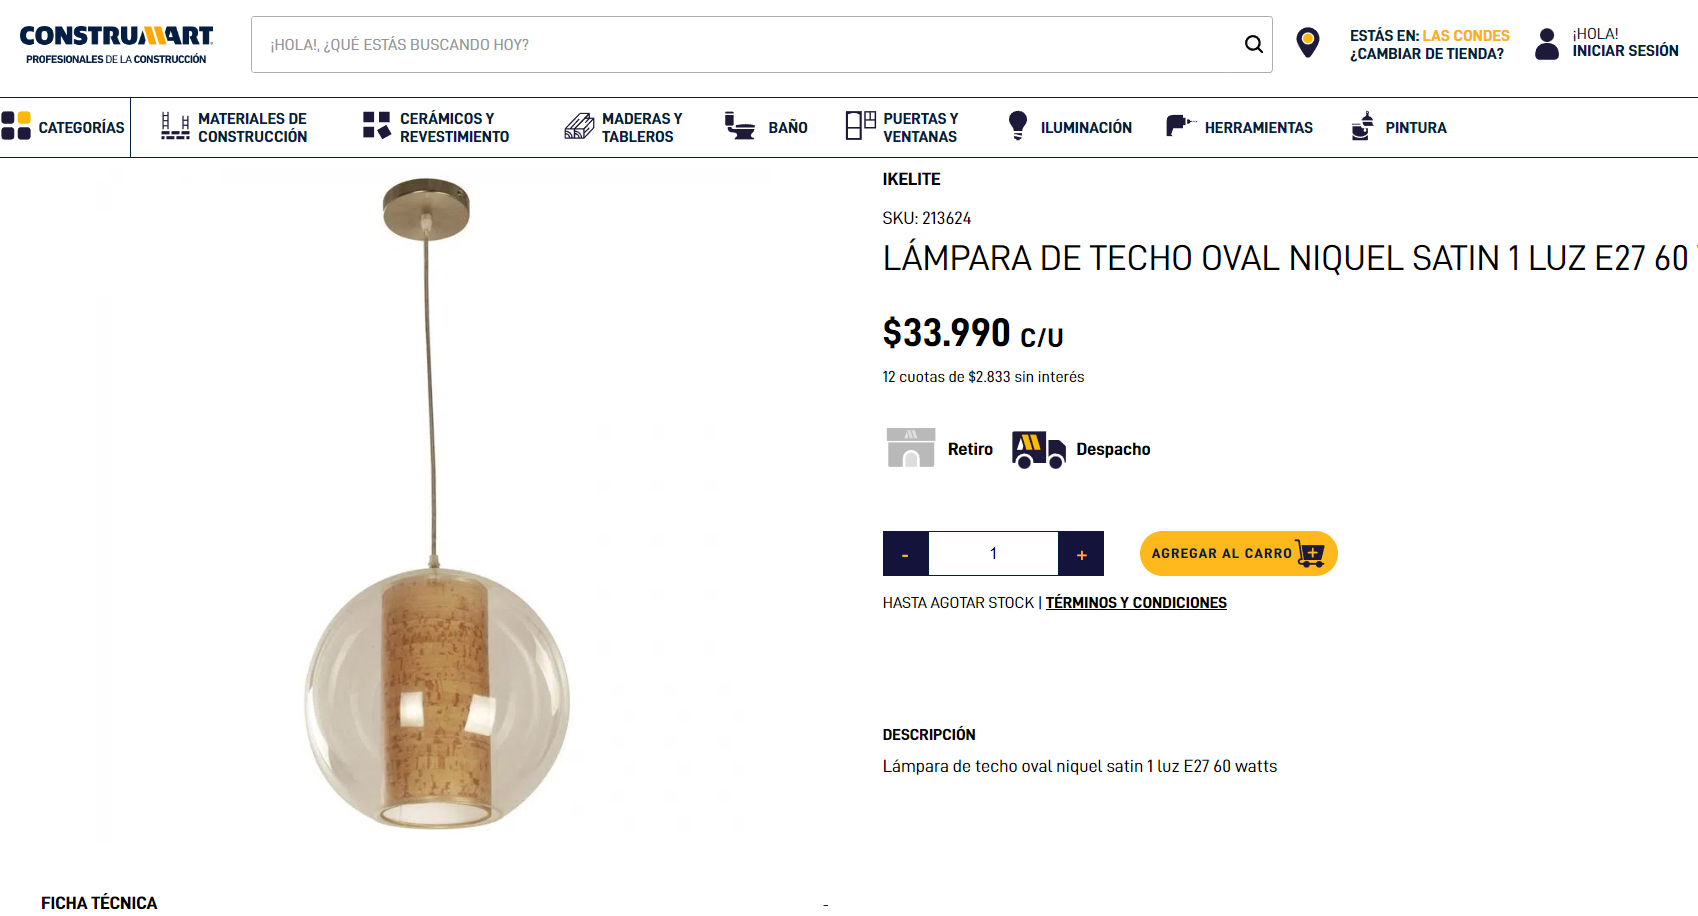 CONSTRUMART
PROFESIONALES DE LA CONSTRUCCIÓN
¡HOLA!, ¿QUÉ ESTÁS BUSCANDO HOY?
ESTÁS EN: LAS CONDES
¿CAMBIAR DE TIENDA?
¡HOLA!
INICIAR SESIÓN
CATEGORÍAS
MATERIALES DE
CONSTRUCCIÓN
CERÁMICOS Y
REVESTIMIENTO
MADERAS Y
TABLEROS
BAÑO
PUERTAS Y
VENTANAS
ILUMINACIÓN
HERRAMIENTAS
PINTURA
IKELITE
SKU: 213624
LÁMPARA DE TECHO OVAL NIQUEL SATIN 1 LUZ E27 60
$33.990 C/U
12 cuotas de $2.833 sin interés
Retiro
Despacho
- 1 +
AGREGAR AL CARRO
HASTA AGOTAR STOCK | TÉRMINOS Y CONDICIONES
DESCRIPCIÓN
Lámpara de techo oval niquel satin 1 luz E27 60 watts
FICHA TÉCNICA
-